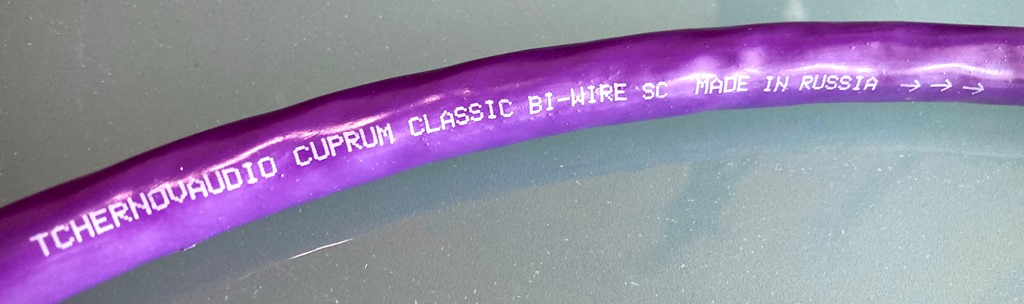 TCHERNOVAUDIO CUPRUM CLASSIC BI-WIRE SC MADE IN RUSSIA →→→